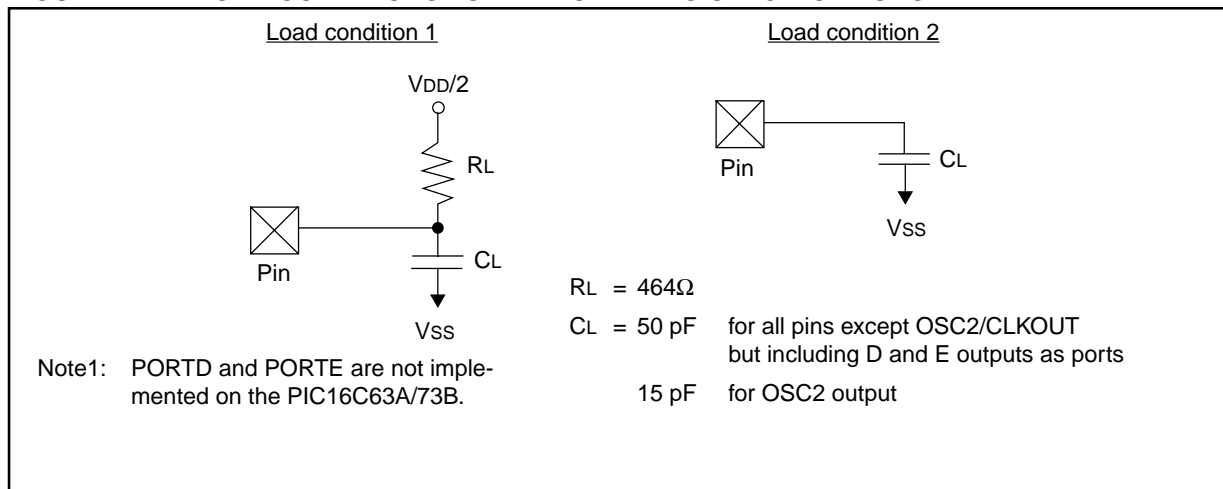 Load condition 1
VDD/2
RL
Pin
CL
VSS
Note1: PORTD and PORTE are not imple-
mented on the PIC16C63A/73B.
Load condition 2
Pin
CL
VSS
RL = 464Ω
CL = 50 pF for all pins except OSC2/CLKOUT
but including D and E outputs as ports
15 pF for OSC2 output